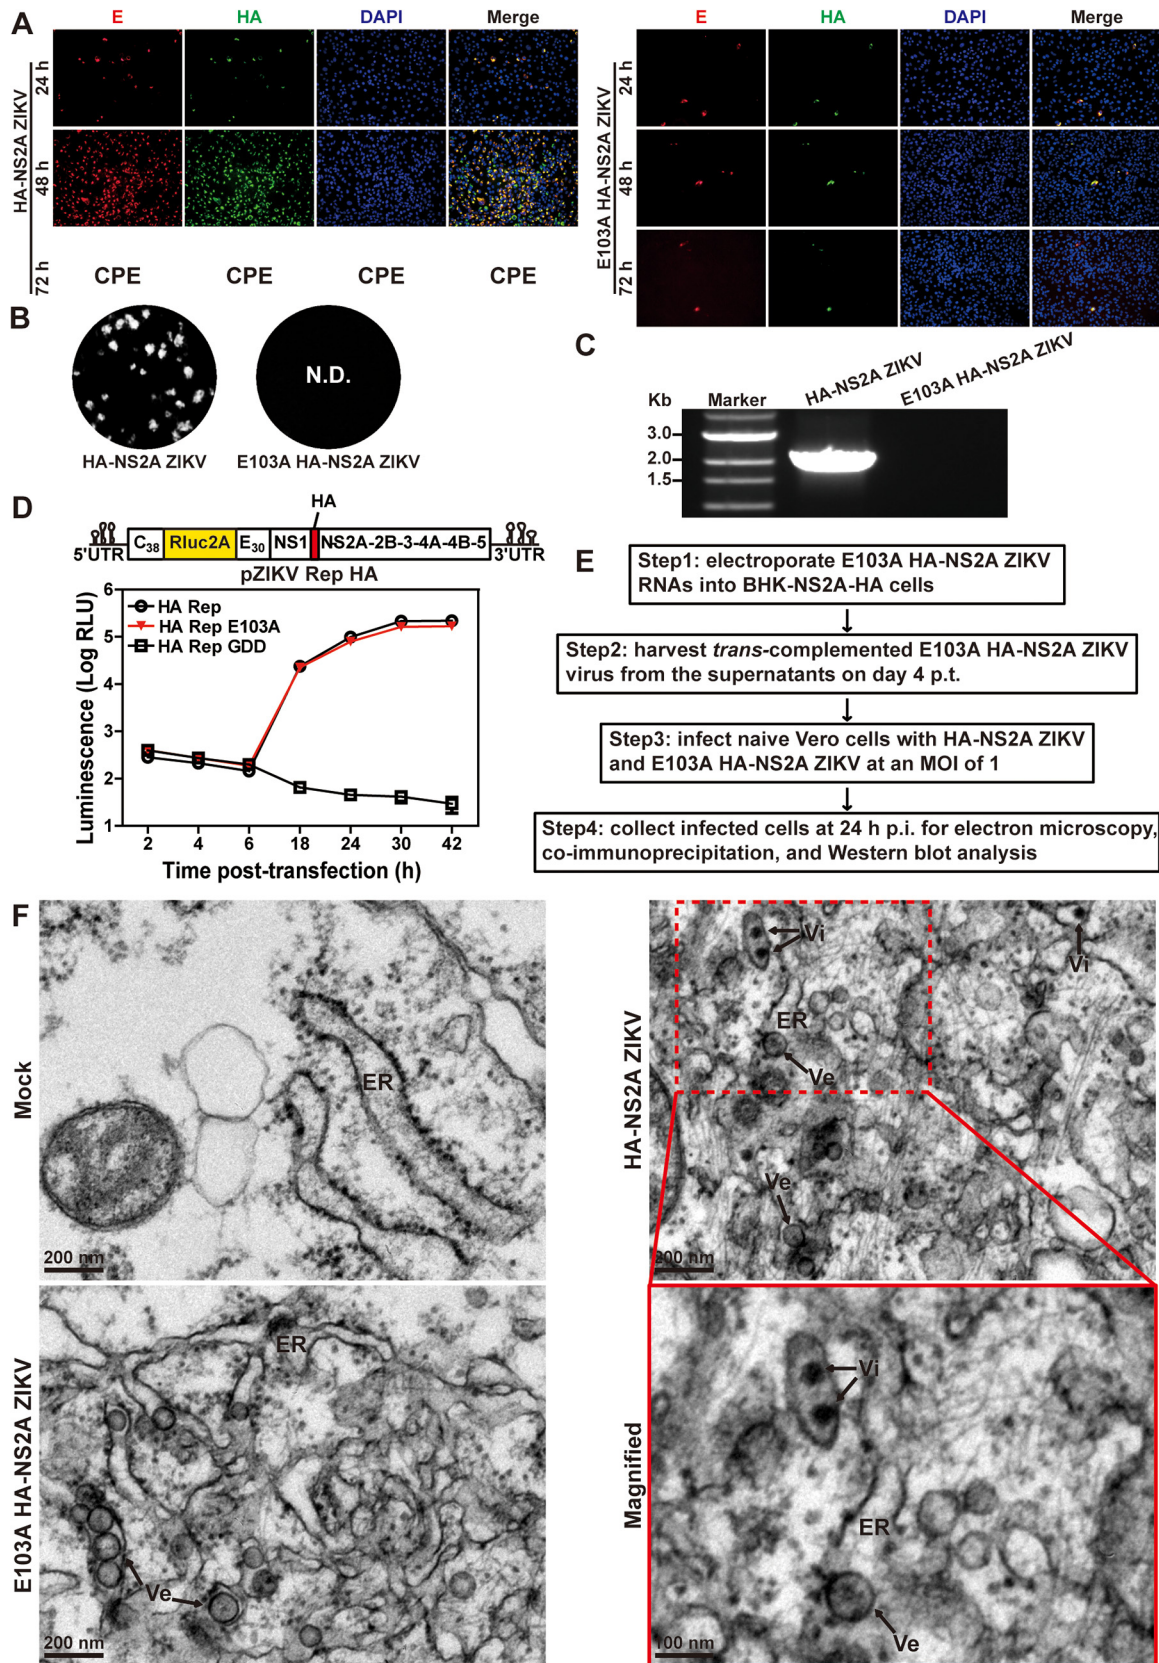 A
E HA DAPI Merge
HA-NS2A ZIKV
24 h
48 h
72 h
CPE CPE CPE CPE
E HA DAPI Merge
E103A HA-NS2A ZIKV
24 h
48 h
72 h
B
N.D.
HA-NS2A ZIKV E103A HA-NS2A ZIKV
C
Kb Marker HA-NS2A ZIKV E103A HA-NS2A ZIKV
3.0
2.0
1.5
D
HA
5'UTR C38 Rluc2A E30 NS1 NS2A-2B-3-4A-4B-5 3'UTR
pZIKV Rep HA
Luminescence (Log RLU)
6
5
4
3
2
1
HA Rep
HA Rep E103A
HA Rep GDD
2 4 6 18 24 30 42
Time post-transfection (h)
E
Step1: electroporate E103A HA-NS2A ZIKV
RNAs into BHK-NS2A-HA cells
Step2: harvest trans-complemented E103A HA-NS2A ZIKV
virus from the supernatants on day 4 p.t.
Step3: infect naive Vero cells with HA-NS2A ZIKV
and E103A HA-NS2A ZIKV at an MOI of 1
Step4: collect infected cells at 24 h p.i. for electron microscopy,
co-immunoprecipitation, and Western blot analysis
F
Mock
ER
200 nm
HA-NS2A ZIKV
Vi
Vi
ER
Ve
Ve
200 nm
E103A HA-NS2A ZIKV
ER
Ve
200 nm
Magnified
Vi
ER
Ve
100 nm